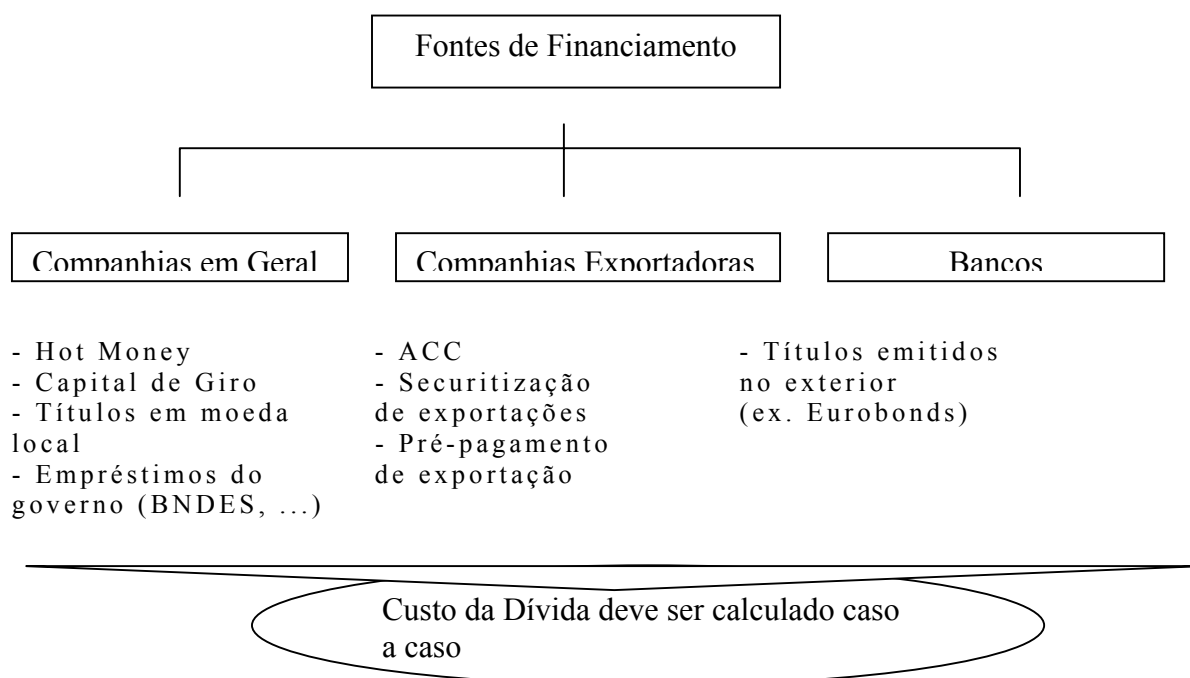 Fontes de Financiamento
Companhias em Geral
Companhias Exportadoras
Bancos
- Hot Money
- Capital de Giro
- Títulos em moeda
local
- Empréstimos do
governo (BNDES, ...)
- ACC
- Securitização
de exportações
- Pré-pagamento
de exportação
- Títulos emitidos
no exterior
(ex. Eurobonds)
Custo da Dívida deve ser calculado caso
a caso